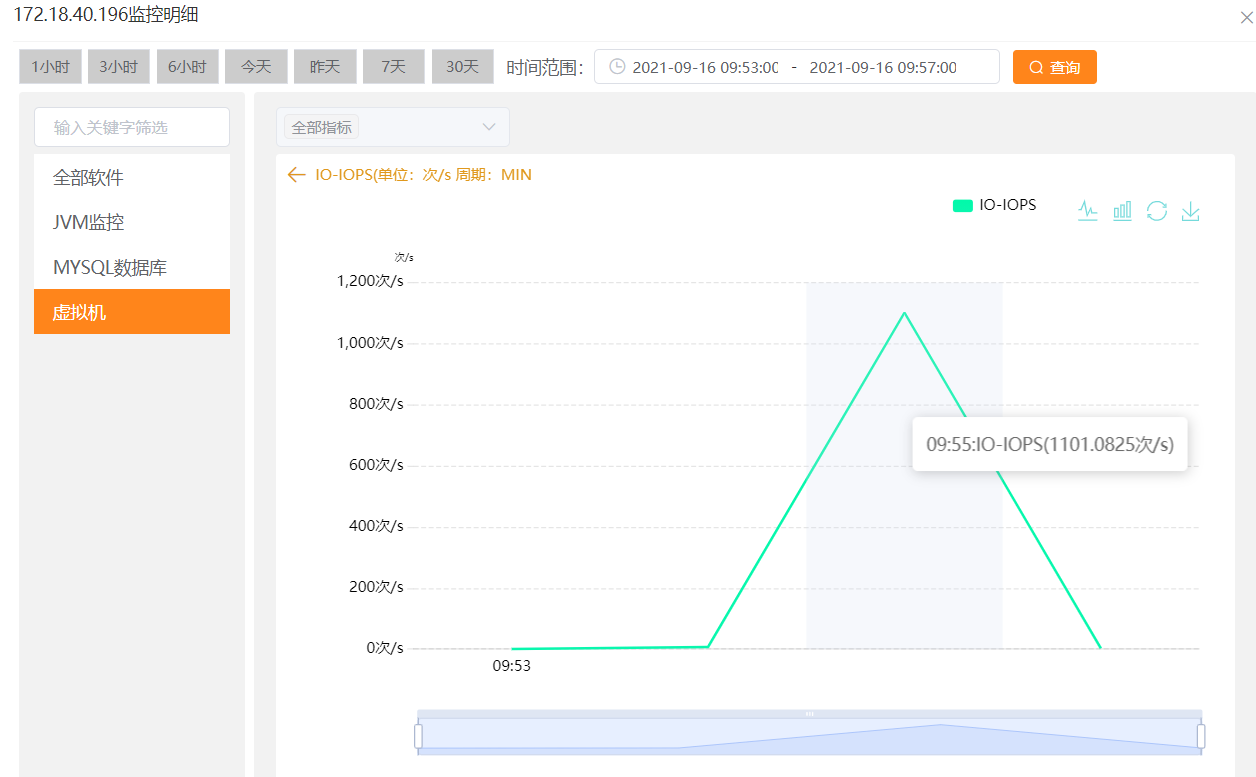 172.18.40.196监控明细
1小时 3小时 6小时 今天 昨天 7天 30天 时间范围： 2021-09-16 09:53:00 - 2021-09-16 09:57:00 查询
输入关键字筛选
全部软件
JVM监控
MYSQL数据库
虚拟机
全部指标
IO-IOPS(单位：次/s 周期：MIN
IO-IOPS
次/s
1,200次/s
1,000次/s
800次/s
600次/s
400次/s
200次/s
0次/s
09:55:IO-IOPS(1101.0825次/s)
09:53